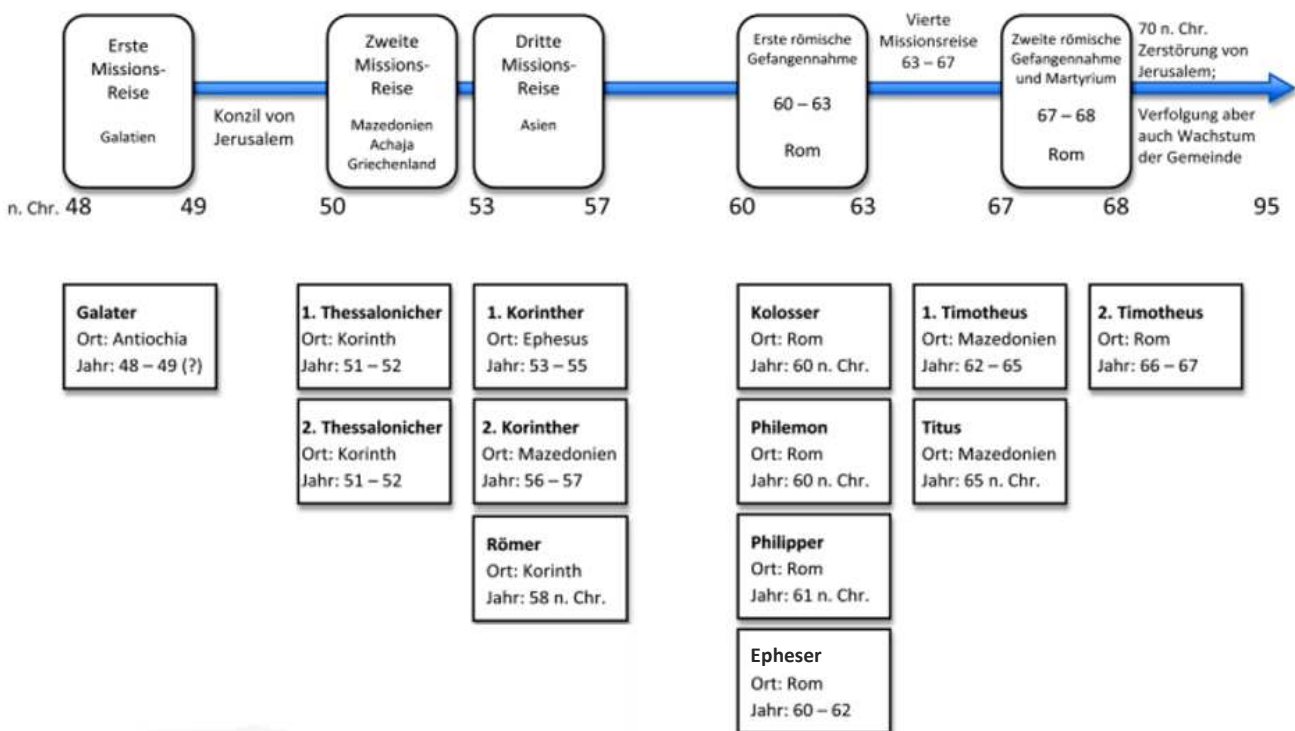 Erste
Missions-
Reise
Galatien
Konzil von
Jerusalem
Zweite
Missions-
Reise
Mazedonien
Achaja
Griechenland
Dritte
Missions-
Reise
Asien
Erste römische
Gefangennahme
60 – 63
Rom
Vierte
Missionsreise
63 – 67
Zweite römische
Gefangennahme
und Martyrium
67 – 68
Rom
70 n. Chr.
Zerstörung von
Jerusalem;
Verfolgung aber
auch Wachstum
der Gemeinde
n. Chr. 48 49 50 53 57 60 63 67 68 95
Galater
Ort: Antiochia
Jahr: 48 – 49 (?)
1. Thessalonicher
Ort: Korinth
Jahr: 51 – 52
2. Thessalonicher
Ort: Korinth
Jahr: 51 – 52
1. Korinther
Ort: Ephesus
Jahr: 53 – 55
2. Korinther
Ort: Mazedonien
Jahr: 56 – 57
Römer
Ort: Korinth
Jahr: 58 n. Chr.
Kolosser
Ort: Rom
Jahr: 60 n. Chr.
Philemon
Ort: Rom
Jahr: 60 n. Chr.
Philipper
Ort: Rom
Jahr: 61 n. Chr.
Epheser
Ort: Rom
Jahr: 60 – 62
1. Timotheus
Ort: Mazedonien
Jahr: 62 – 65
Titus
Ort: Mazedonien
Jahr: 65 n. Chr.
2. Timotheus
Ort: Rom
Jahr: 66 – 67